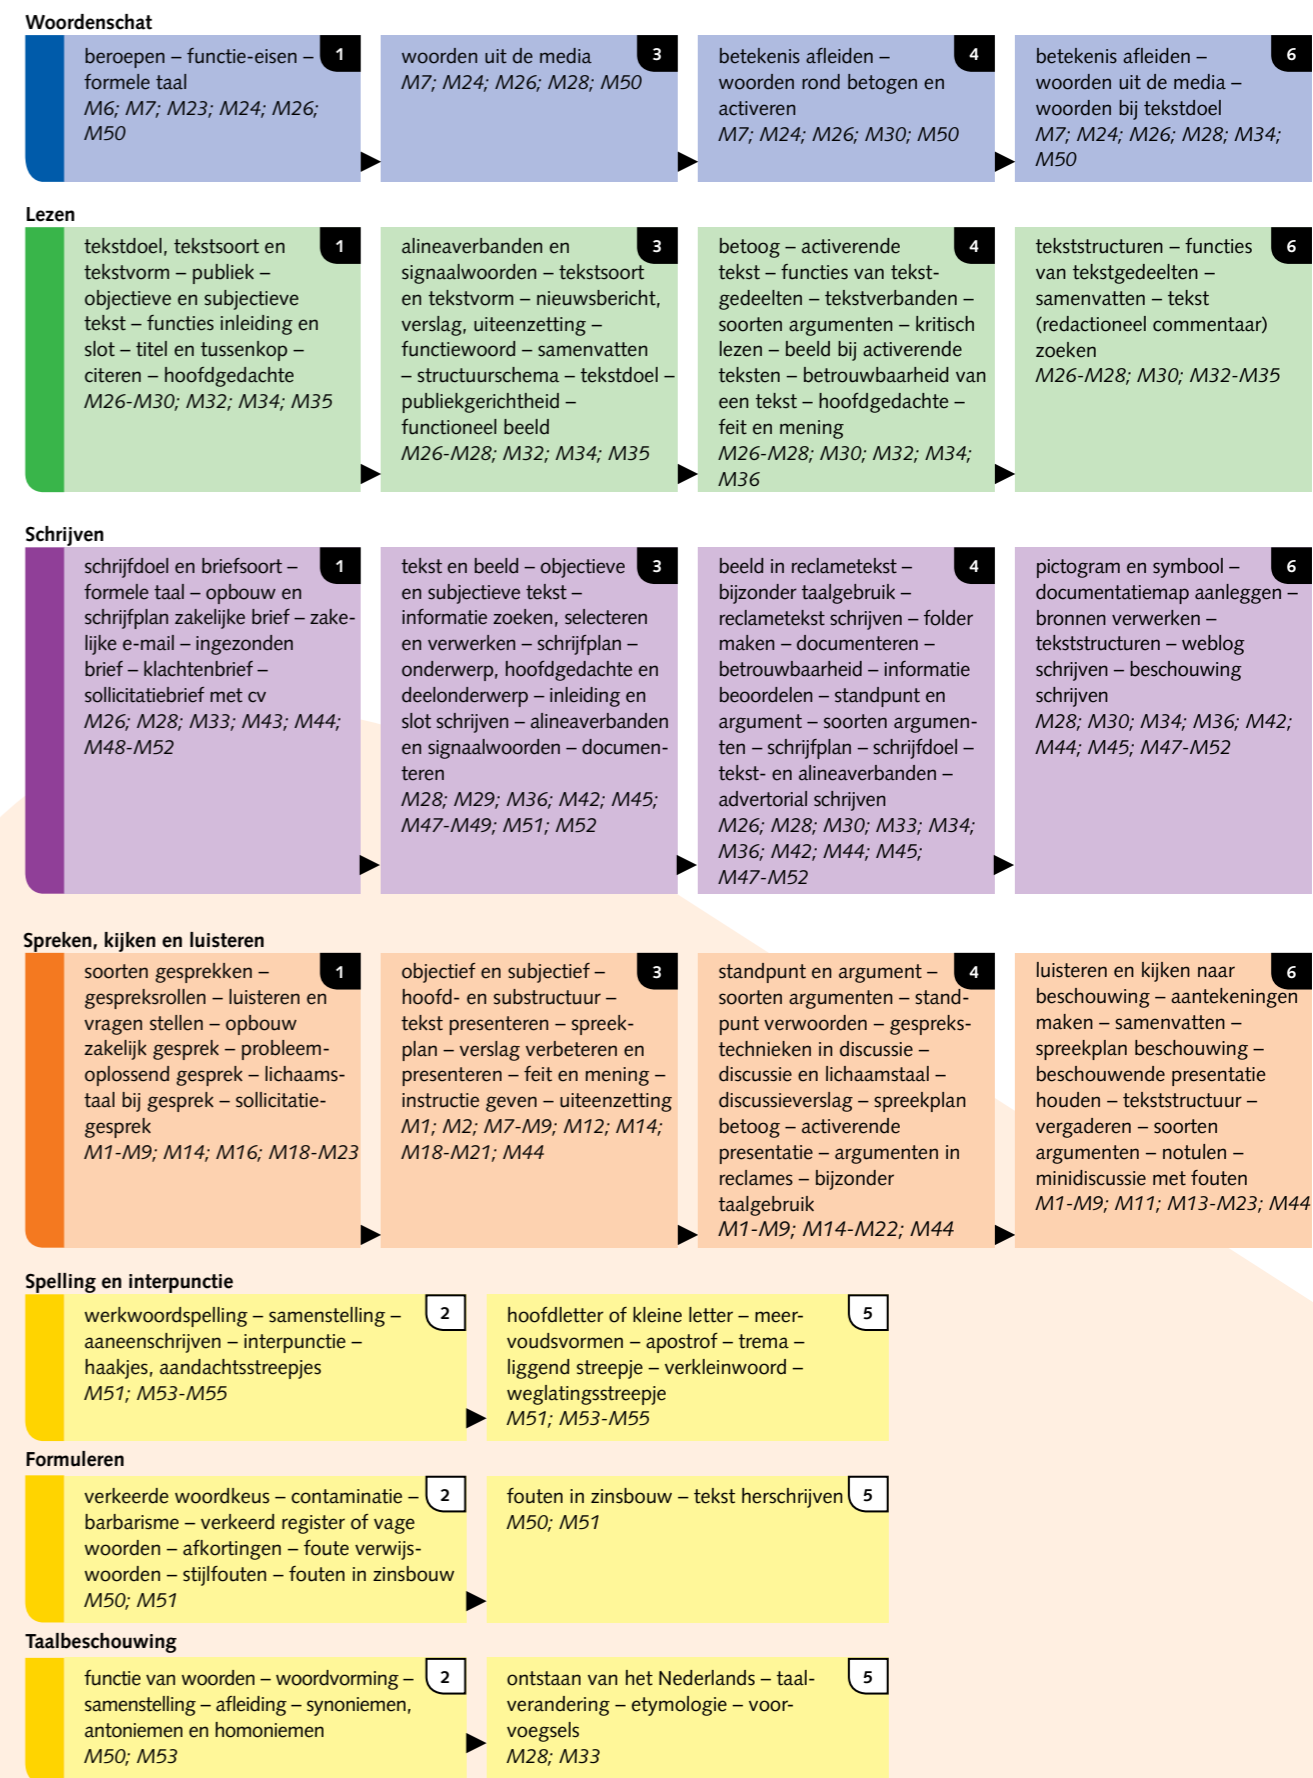 Woordenschat
beroepen – functie-eisen –
formele taal
M6; M7; M23; M24; M26;
M50
1
woorden uit de media
M7; M24; M26; M28; M50
3
betekenis afleiden –
woorden rond betogen en
activeren
M7; M24; M26; M30; M50
4
betekenis afleiden –
woorden uit de media –
woorden bij tekstdoel
M7; M24; M26; M28; M34;
M50
6
Lezen
tekstdoel, tekstsoort en
tekstvorm – publiek –
objectieve en subjectieve
tekst – functies inleiding en
slot – titel en tussenkop –
citeren – hoofdgedachte
M26-M30; M32; M34; M35
1
alineaverbanden en
signaalwoorden – tekstsoort
en tekstvorm – nieuwsbericht,
verslag, uiteenzetting –
functiewoord – samenvatten
– structuurschema – tekstdoel –
publiekgerichtheid –
functioneel beeld
M26-M28; M32; M34; M35
3
betoog – activerende
tekst – functies van tekst-
gedeelten – tekstverbanden –
soorten argumenten – kritisch
lezen – beeld bij activerende
teksten – betrouwbaarheid van
een tekst – hoofdgedachte –
feit en mening
M26-M28; M30; M32; M34;
M36
4
tekststructuren – functies
van tekstgedeelten –
samenvatten – tekst
(redactioneel commentaar)
zoeken
M26-M28; M30; M32-M35
6
Schrijven
schrijfdoel en briefsoort –
formele taal – opbouw en
schrijfplan zakelijke brief – zake-
lijke e-mail – ingezonden
brief – klachtenbrief –
sollicitatiebrief met cv
M26; M28; M33; M43; M44;
M48-M52
1
tekst en beeld – objectieve
en subjectieve tekst –
informatie zoeken, selecteren
en verwerken – schrijfplan –
onderwerp, hoofdgedachte en
deelonderwerp – inleiding en
slot schrijven – alineaverbanden
en signaalwoorden – documen-
teren
M28; M29; M36; M42; M45;
M47-M49; M51; M52
3
beeld in reclametekst –
bijzonder taalgebruik –
reclametekst schrijven – folder
maken – documenteren –
betrouwbaarheid – informatie
beoordelen – standpunt en
argument – soorten argumen-
ten – schrijfplan – schrijfdoel –
tekst- en alineaverbanden –
advertorial schrijven
M26; M28; M30; M33; M34;
M36; M42; M44; M45;
M47-M52
4
pictogram en symbool –
documentatiemap aanleggen –
bronnen verwerken –
tekststructuren – weblog
schrijven – beschouwing
schrijven
M28; M30; M34; M36; M42;
M44; M45; M47-M52
6
Spreken, kijken en luisteren
soorten gesprekken –
gespreksrollen – luisteren en
vragen stellen – opbouw
zakelijk gesprek – probleem-
oplossend gesprek – lichaams-
taal bij gesprek – sollicitatie-
gesprek
M1-M9; M14; M16; M18-M23
1
objectief en subjectief –
hoofd- en substructuur –
tekst presenteren – spreek-
plan – verslag verbeteren en
presenteren – feit en mening –
instructie geven – uiteenzetting
M1; M2; M7-M9; M12; M14;
M18-M21; M44
3
standpunt en argument –
soorten argumenten – stand-
punt verwoorden – gespreks-
technieken in discussie –
discussie en lichaamstaal –
discussieverslag – spreekplan
betoog – activerende
presentatie – argumenten in
reclames – bijzonder
taalgebruik
M1-M9; M14-M22; M44
4
luisteren en kijken naar
beschouwing – aantekeningen
maken – samenvatten –
spreekplan beschouwing –
beschouwende presentatie
houden – tekststructuur –
vergaderen – soorten
argumenten – notulen –
minidiscussie met fouten
M1-M9; M11; M13-M23; M44
6
Spelling en interpunctie
werkwoordspelling – samenstelling –
aaneenschrijven – interpunctie –
haakjes, aandachtsstreepjes
M51; M53-M55
2
hoofdletter of kleine letter – meer-
voudsvormen – apostrof – trema –
liggend streepje – verkleinwoord –
weglatingsstreepje
M51; M53-M55
5
Formuleren
verkeerde woordkeus – contaminatie –
barbarisme – verkeerd register of vage
woorden – afkortingen – foute verwijs-
woorden – stijlfouten – fouten in zinsbouw
M50; M51
2
fouten in zinsbouw – tekst herschrijven
M50; M51
5
Taalbeschouwing
functie van woorden – woordvorming –
samenstelling – afleiding – synoniemen,
antoniemen en homoniemen
M50; M53
2
ontstaan van het Nederlands – taal-
verandering – etymologie – voor-
voegsels
M28; M33
5